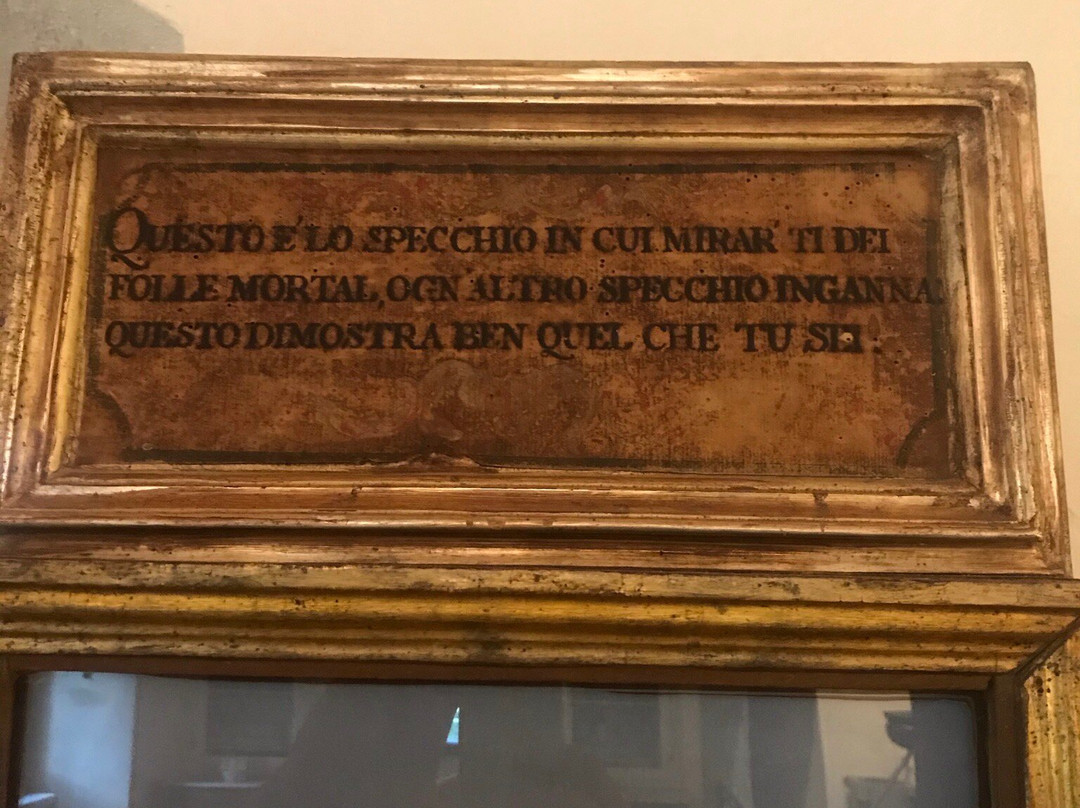 QUESTO E' LO SPECCHIO IN CUI MIRAR' TI DEI
FOLLE MORTAL, OGN' ALTRO SPECCHIO INGANNA.
QUESTO DIMOSTRA BEN QUEL CHE TU SEI.